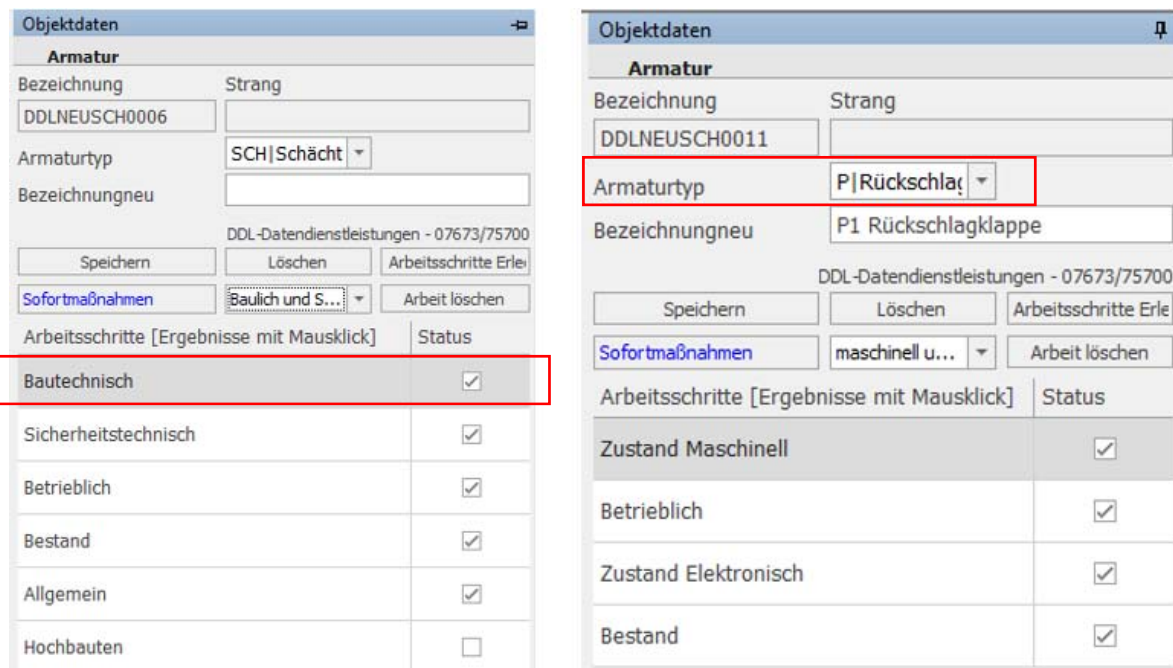 Objektdaten
Armatur
Bezeichnung Strang
DDLNEUSCH0006
Armaturtyp SCH|Schächt
Bezeichnungneu
DDL-Datendienstleistungen - 07673/75700
Speichern Löschen Arbeitsschritte Erle
Sofortmaßnahmen Baulich und S... Arbeit löschen
Arbeitsschritte [Ergebnisse mit Mausklick] Status
Bautechnisch
Sicherheitstechnisch
Betrieblich
Bestand
Allgemein
Hochbauten
Objektdaten
Armatur
Bezeichnung Strang
DDLNEUSCH0011
Armaturtyp P|Rückschlag
Bezeichnungneu P1 Rückschlagklappe
DDL-Datendienstleistungen - 07673/75700
Speichern Löschen Arbeitsschritte Erle
Sofortmaßnahmen maschinell u... Arbeit löschen
Arbeitsschritte [Ergebnisse mit Mausklick] Status
Zustand Maschinell
Betrieblich
Zustand Elektronisch
Bestand